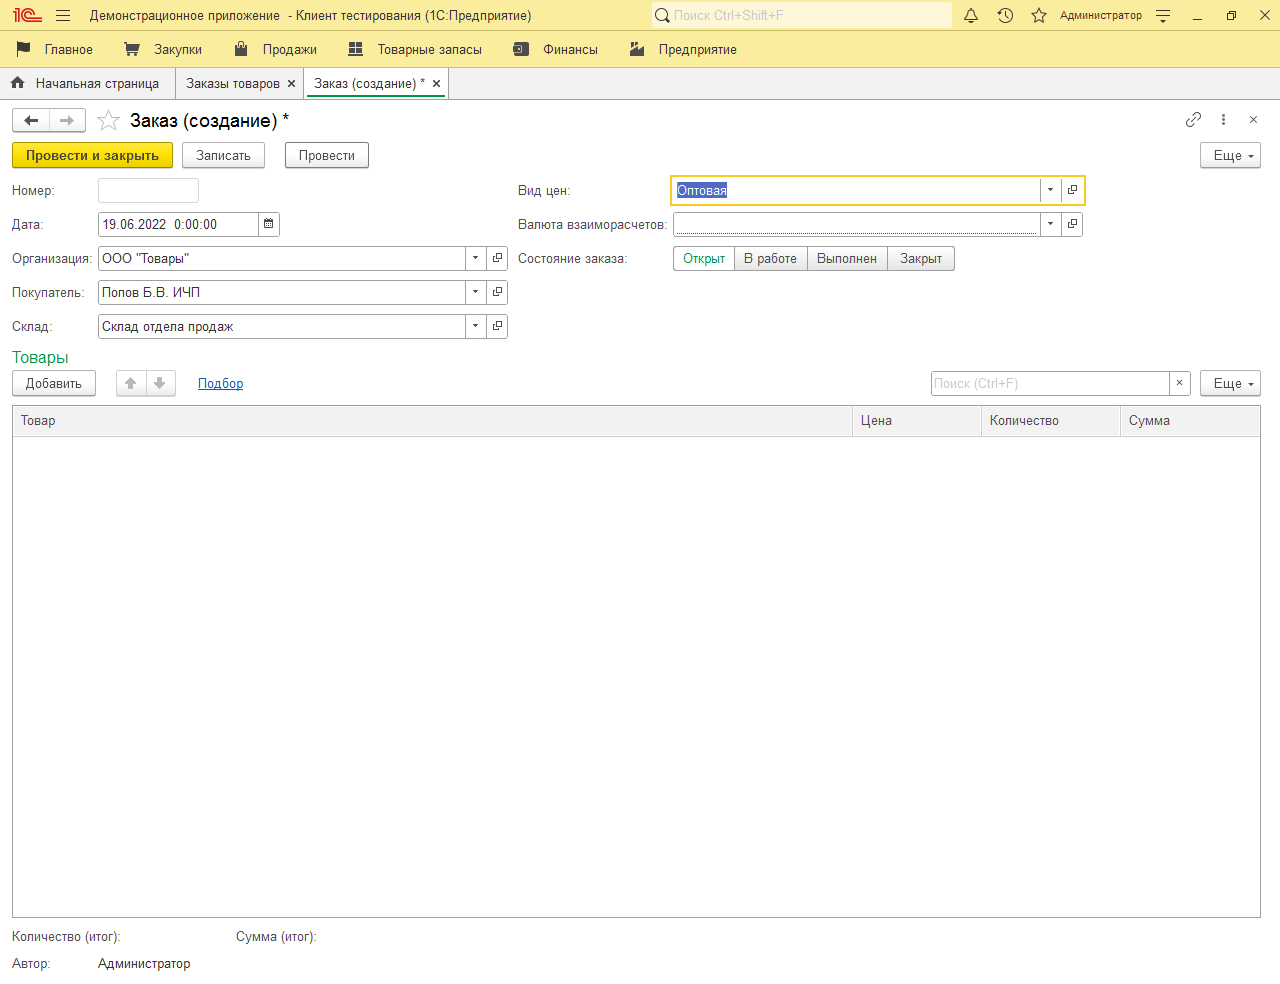 1С Демонстрационное приложение - Клиент тестирования (1С:Предприятие) Поиск Ctrl+Shift+F Администратор
Главное Закупки Продажи Товарные запасы Финансы Предприятие
Начальная страница Заказы товаров Заказ (создание) *
Заказ (создание) *
Провести и закрыть Записать Провести Еще
Номер: Вид цен: Оптовая
Дата: 19.06.2022 0:00:00 Валюта взаиморасчетов:
Организация: ООО "Товары" Состояние заказа: Открыт В работе Выполнен Закрыт
Покупатель: Попов Б.В. ИЧП
Склад: Склад отдела продаж
Товары
Добавить Подбор Поиск (Ctrl+F) Еще
Товар Цена Количество Сумма
Количество (итог): Сумма (итог):
Автор: Администратор